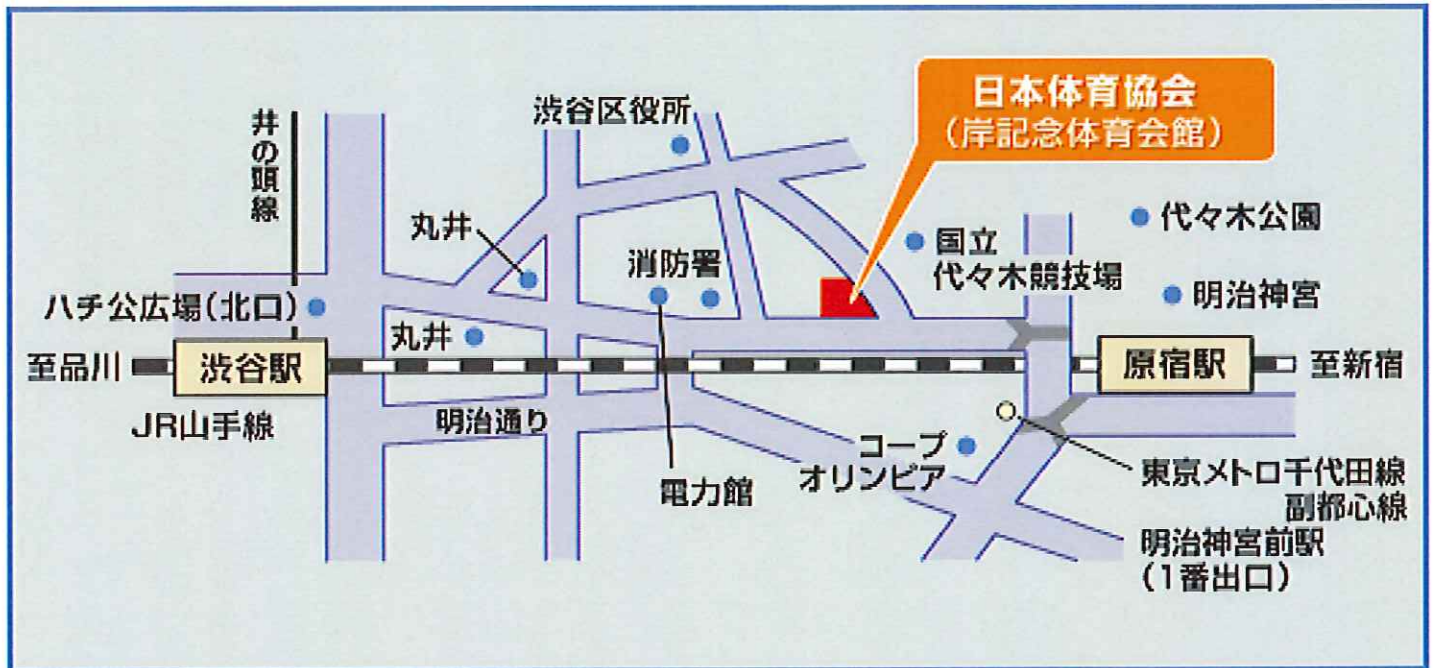 日本体育協会
(岸記念体育会館)
渋谷区役所
井の頭線
丸井
消防署
国立
代々木競技場
代々木公園
明治神宮
ハチ公広場(北口)
丸井
至品川
渋谷駅
原宿駅
至新宿
JR山手線
明治通り
電力館
コープ
オリンピア
東京メトロ千代田線
副都心線
明治神宮前駅
(1番出口)